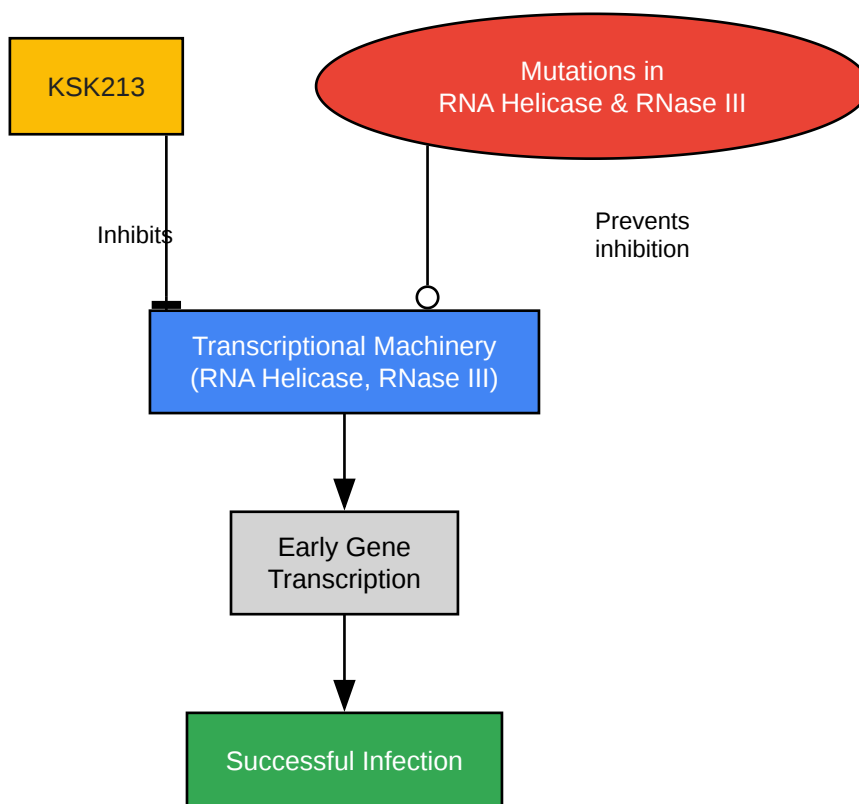 KSK213
Mutations in
RNA Helicase & RNase III
Inhibits
Prevents
inhibition
Transcriptional Machinery
(RNA Helicase, RNase III)
Early Gene
Transcription
Successful Infection